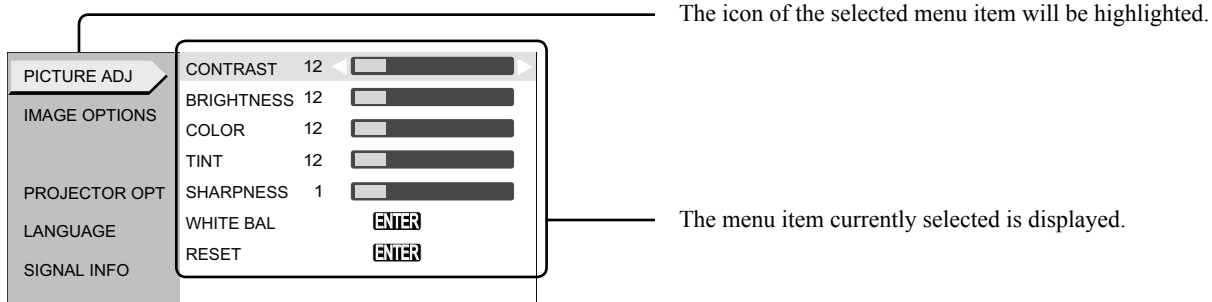 The icon of the selected menu item will be highlighted.
PICTURE ADJ
IMAGE OPTIONS
PROJECTOR OPT
LANGUAGE
SIGNAL INFO
CONTRAST 12
BRIGHTNESS 12
COLOR 12
TINT 12
SHARPNESS 1
WHITE BAL ENTER
RESET ENTER
The menu item currently selected is displayed.